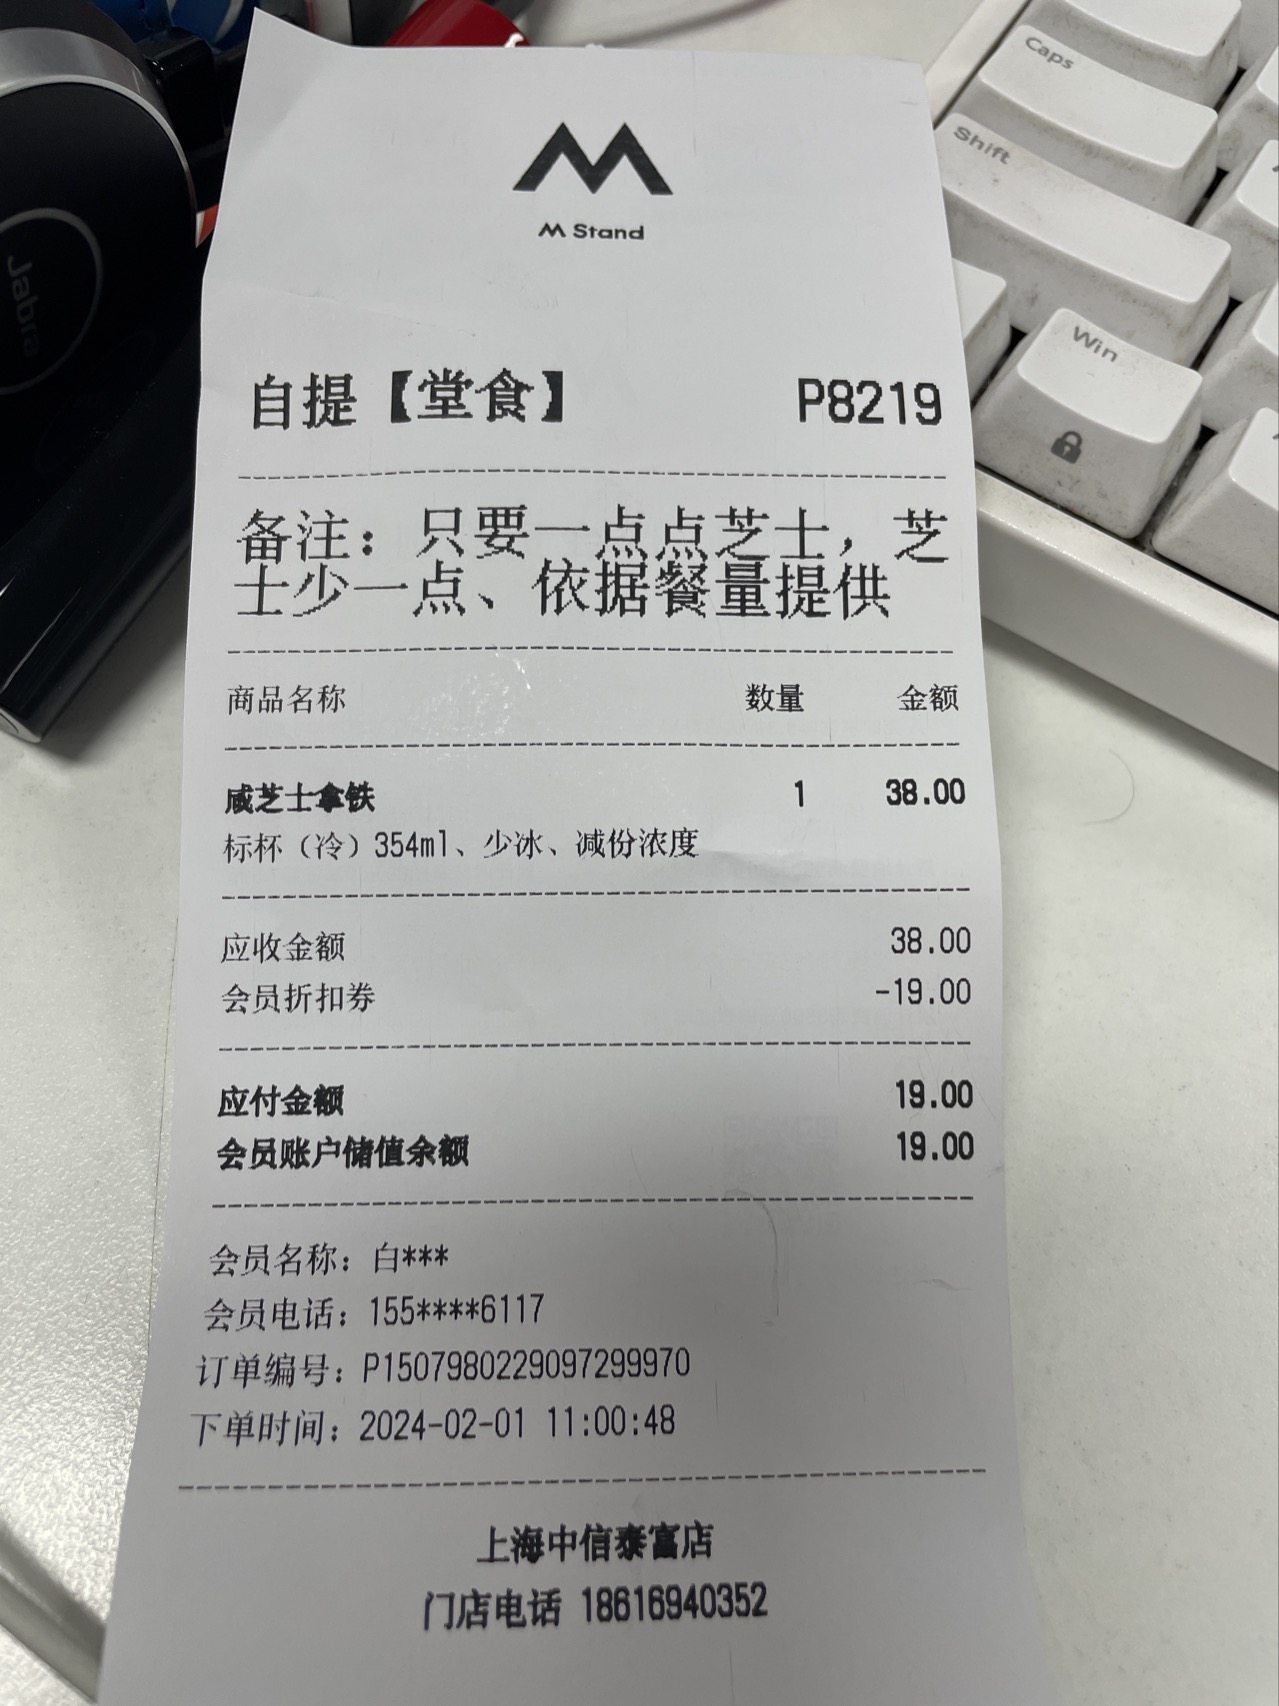 Jabra
Caps
Shift
Win
M Stand
自提【堂食】 P8219
备注：只要一点点芝士，芝
士少一点、依据餐量提供
商品名称 数量 金额
咸芝士拿铁 1 38.00
标杯（冷）354ml、少冰、减份浓度
应收金额 38.00
会员折扣券 -19.00
应付金额 19.00
会员账户储值余额 19.00
会员名称：白***
会员电话：155****6117
订单编号：P1507980229097299970
下单时间：2024-02-01 11:00:48
上海中信泰富店
门店电话 18616940352